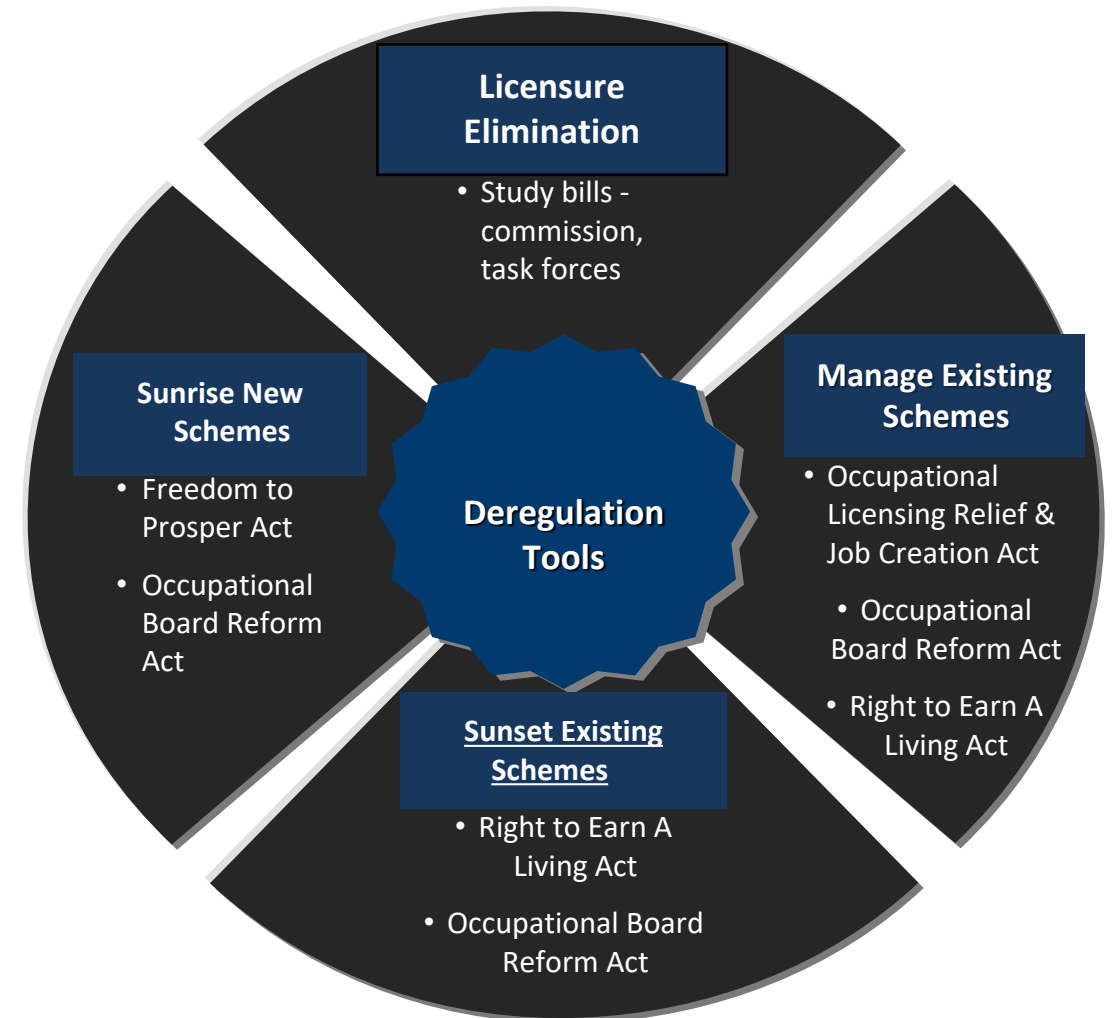 Licensure
Elimination
• Study bills -
commission,
task forces
Sunrise New
Schemes
• Freedom to
Prosper Act
• Occupational
Board Reform
Act
Deregulation
Tools
Manage Existing
Schemes
• Occupational
Licensing Relief &
Job Creation Act
• Occupational
Board Reform Act
• Right to Earn A
Living Act
Sunset Existing
Schemes
• Right to Earn A
Living Act
• Occupational Board
Reform Act